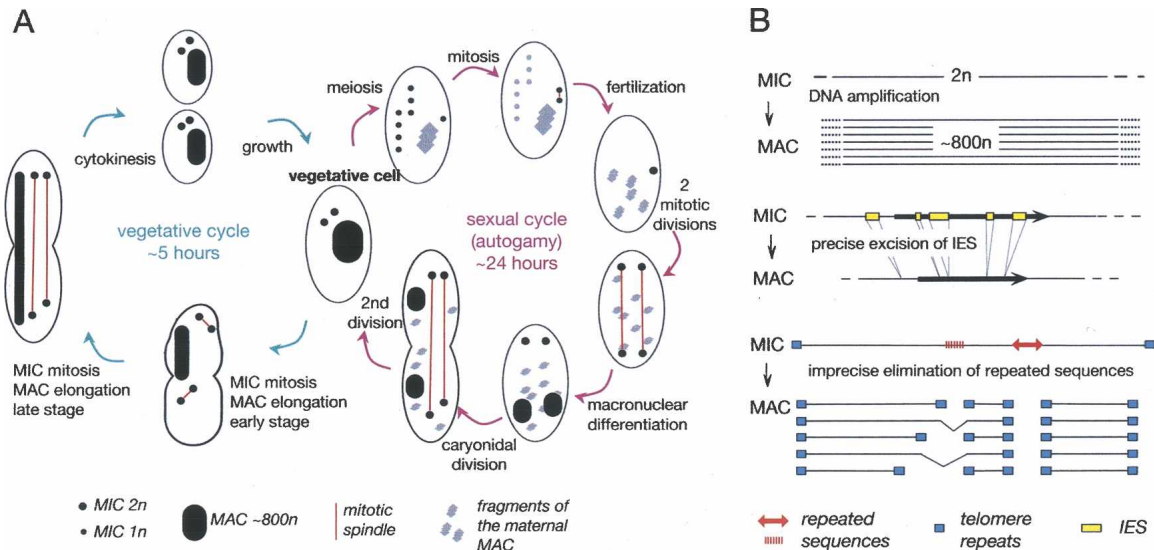 A
cytokinesis
growth
vegetative cell
vegetative cycle
~5 hours
MIC mitosis
MAC elongation
late stage
MIC mitosis
MAC elongation
early stage
meiosis
mitosis
fertilization
2
mitotic
divisions
sexual cycle
(autogamy)
~24 hours
macronuclear
differentiation
caryonidal
division
2nd
division
MIC 2n
MIC 1n
MAC ~800n
mitotic
spindle
fragments of
the maternal
MAC
B
MIC
2n
DNA amplification
MAC
~800n
MIC
precise excision of IES
MAC
MIC
imprecise elimination of repeated sequences
MAC
repeated
sequences
telomere
repeats
IES